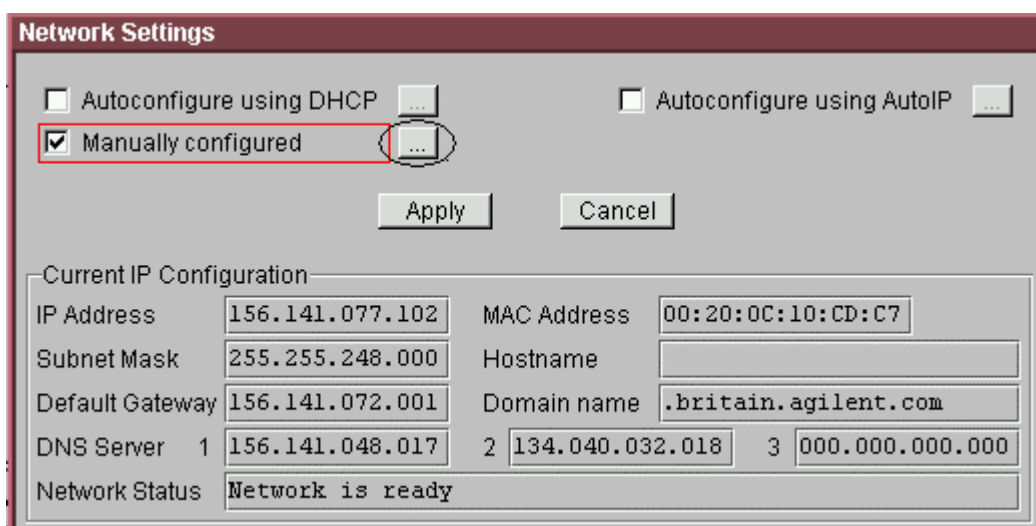 Network Settings
Autoconfigure using DHCP ... Autoconfigure using AutoIP ...
Manually configured ...
Apply Cancel
Current IP Configuration
IP Address 156.141.077.102 MAC Address 00:20:0C:10:CD:C7
Subnet Mask 255.255.248.000 Hostname
Default Gateway 156.141.072.001 Domain name .britain.agilent.com
DNS Server 1 156.141.048.017 2 134.040.032.018 3 000.000.000.000
Network Status Network is ready